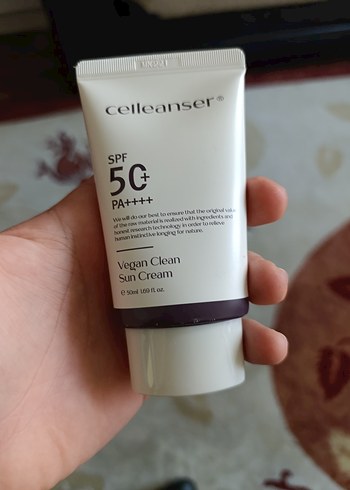 celleanser®
SPF
50+
PA++++
We will do our best to ensure that the original value
of the raw material is realized with ingredients and
honest research technology in order to relieve
human instinctive longing for nature.
Vegan Clean
Sun Cream
℮ 50ml 1.69 fl.oz.